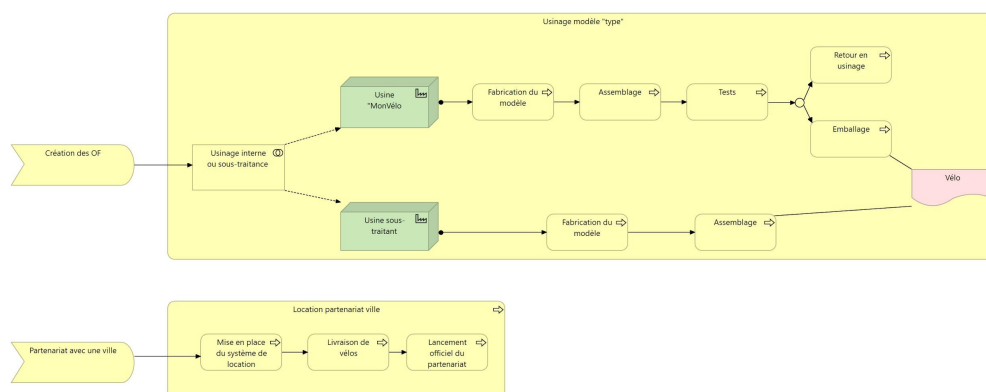 Usinage modèle "type"
Retour en
usinage
Usine
"MonVélo
Fabrication du
modèle
Assemblage
Tests
Emballage
Création des OF
Usinage interne
ou sous-traitance
Vélo
Usine sous-
traitant
Fabrication du
modèle
Assemblage
Location partenariat ville
Partenariat avec une ville
Mise en place
du système de
location
Livraison de
vélos
Lancement
officiel du
partenariat